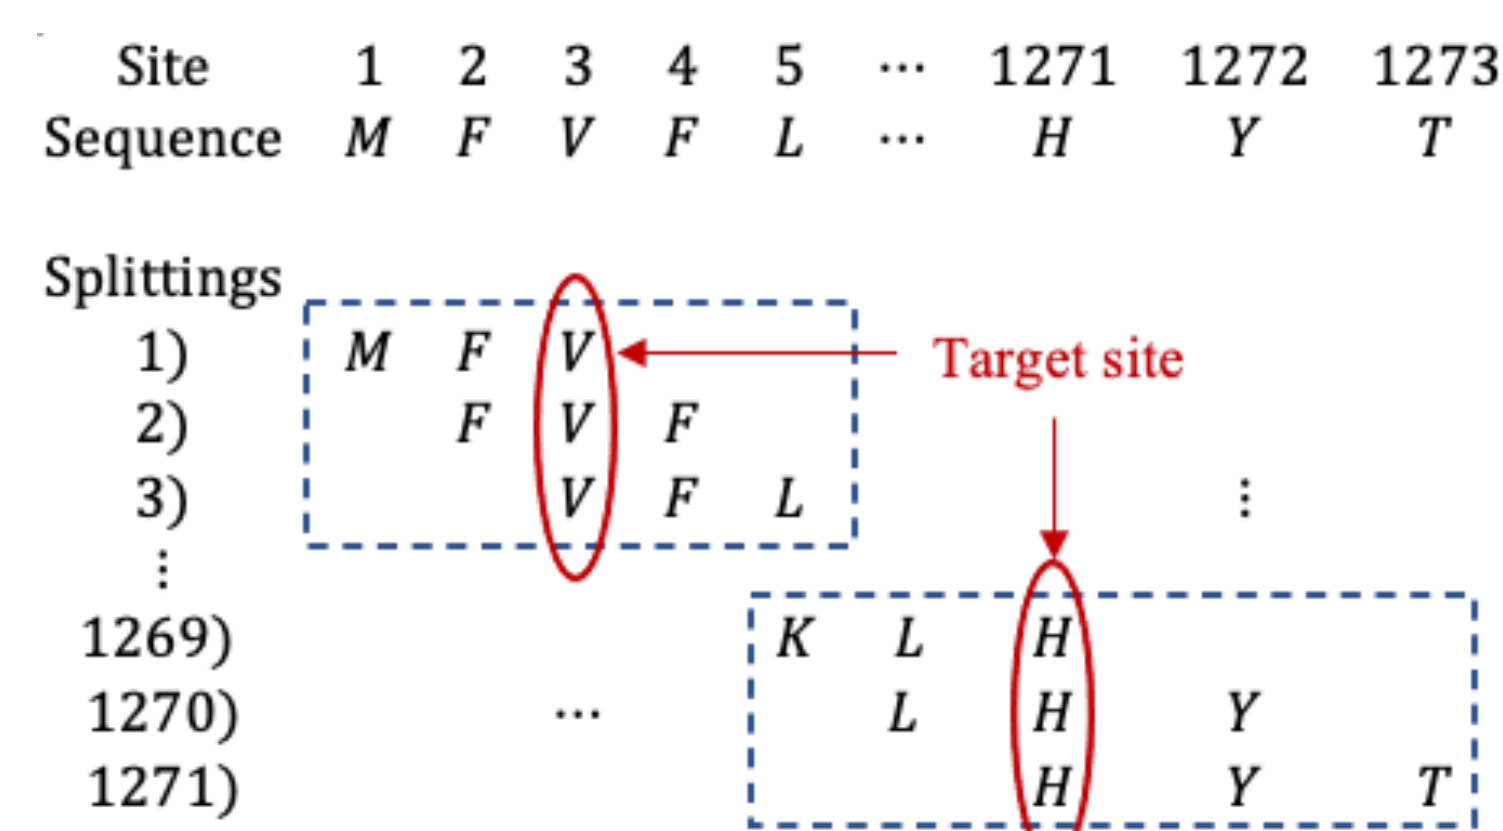 Site 1 2 3 4 5 ⋯ 1271 1272 1273
Sequence M F V F L ⋯ H Y T
Splittings
1) M F V
Target site
2) F V F
3) V F L ⋮
⋮
1269) K L H
1270) ⋯ L H Y
1271) H Y T